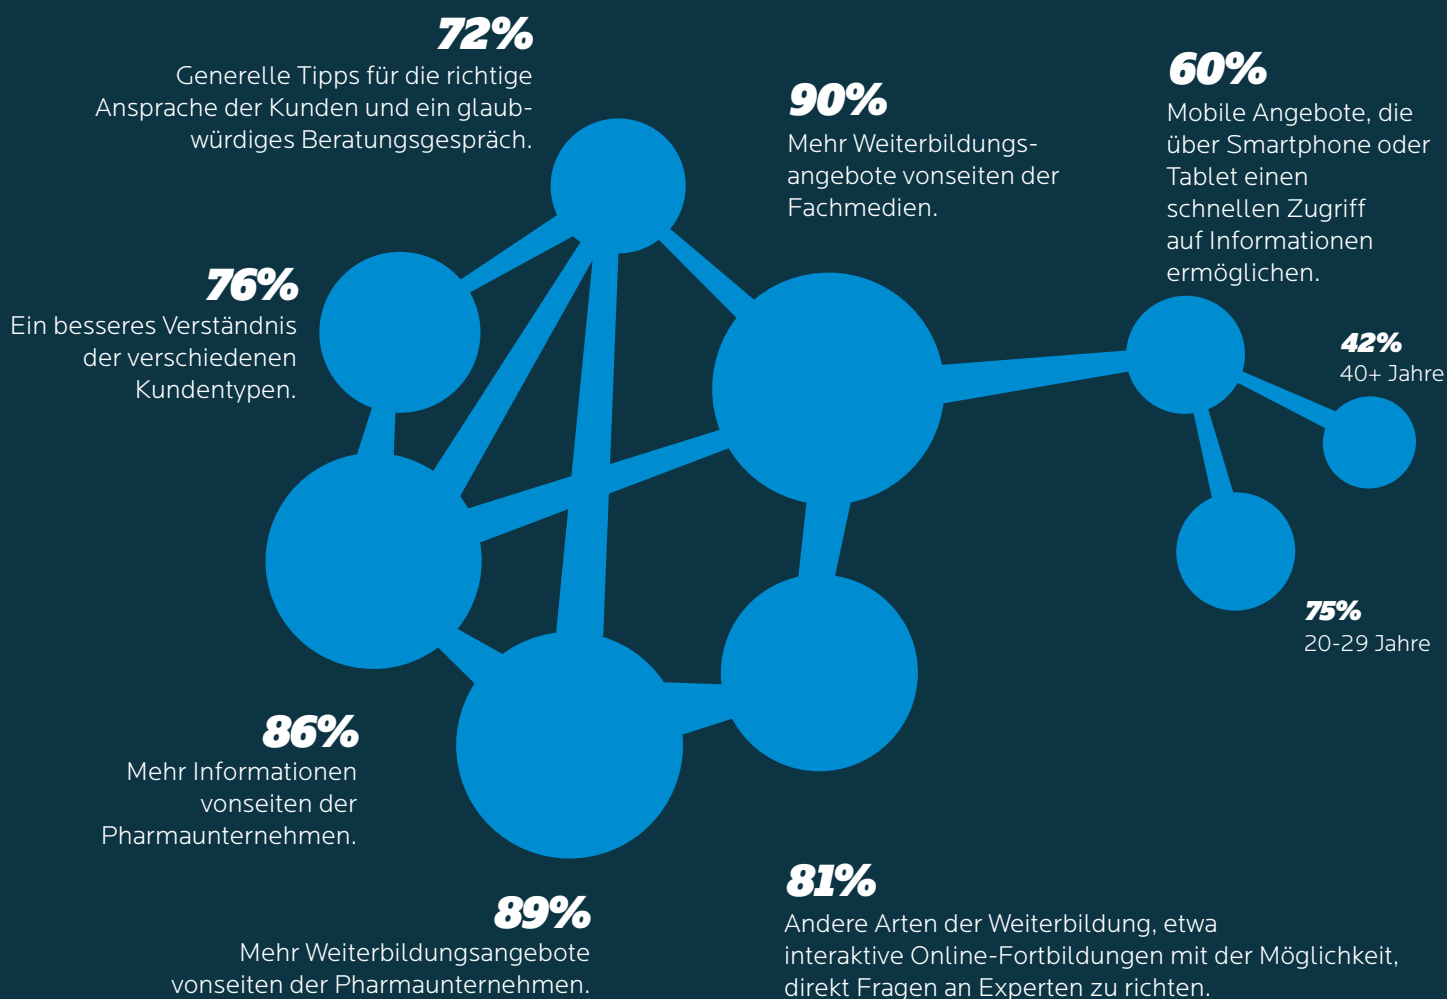 72%
Generelle Tipps für die richtige
Ansprache der Kunden und ein glaub-
würdiges Beratungsgespräch.
90%
Mehr Weiterbildungs-
angebote vonseiten der
Fachmedien.
60%
Mobile Angebote, die
über Smartphone oder
Tablet einen
schnellen Zugriff
auf Informationen
ermöglichen.
76%
Ein besseres Verständnis
der verschiedenen
Kundentypen.
42%
40+ Jahre
75%
20-29 Jahre
86%
Mehr Informationen
vonseiten der
Pharmaunternehmen.
89%
Mehr Weiterbildungsangebote
vonseiten der Pharmaunternehmen.
81%
Andere Arten der Weiterbildung, etwa
interaktive Online-Fortbildungen mit der Möglichkeit,
direkt Fragen an Experten zu richten.